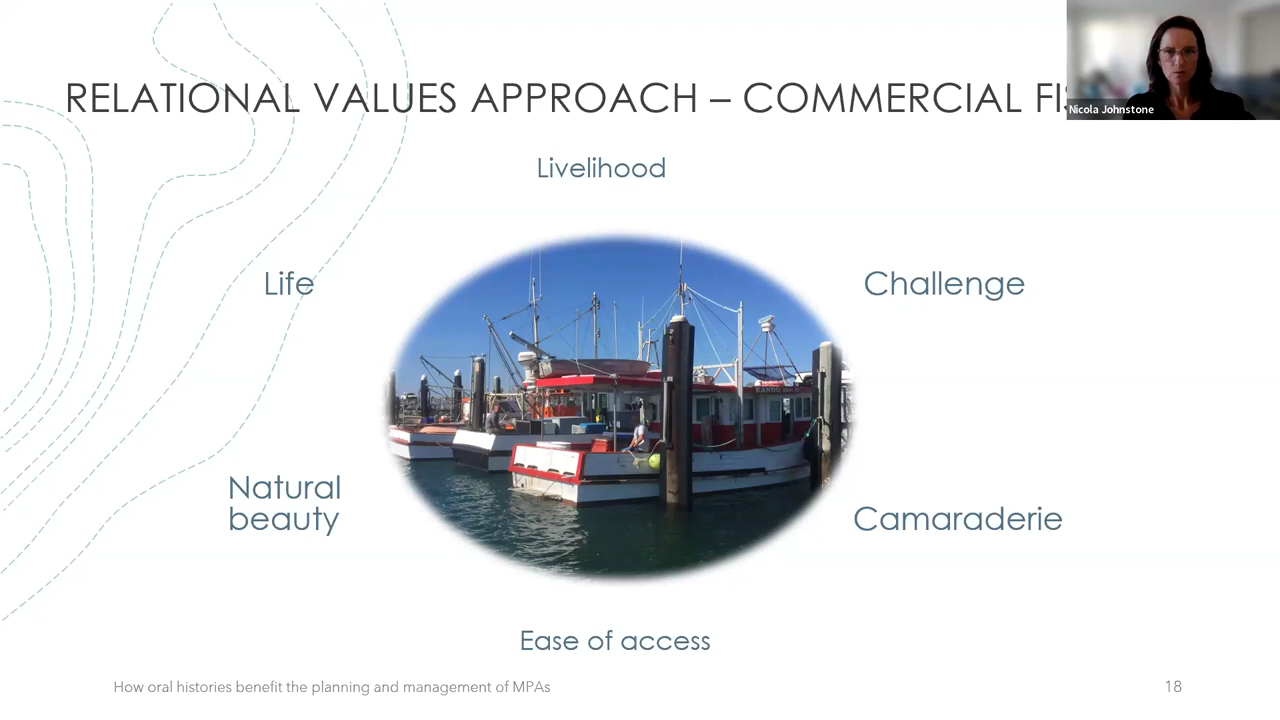 RELATIONAL VALUES APPROACH – COMMERCIAL
Nicola Johnstone
Livelihood
Life
Challenge
Natural
beauty
Camaraderie
Ease of access
How oral histories benefit the planning and management of MPAs
18